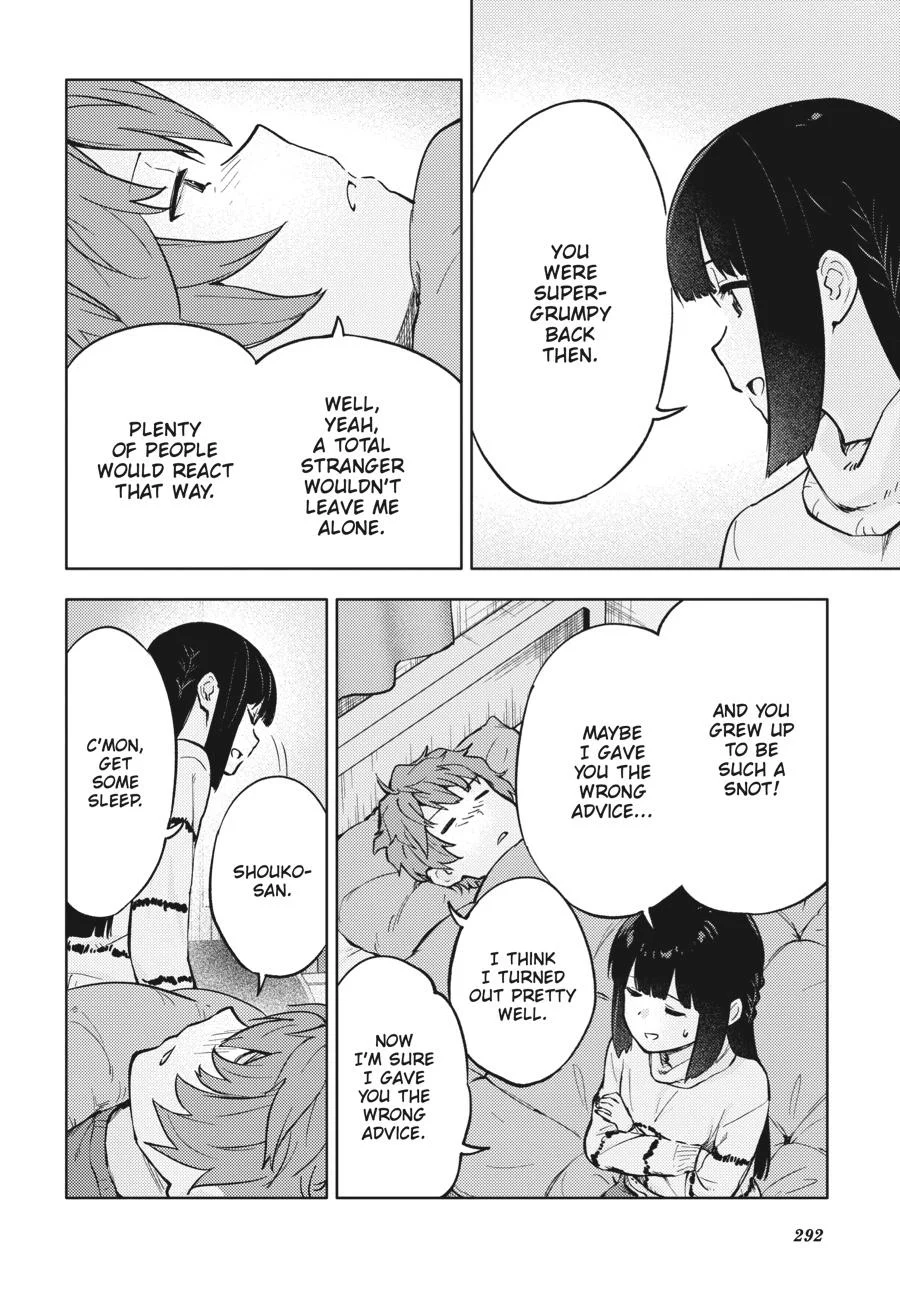 YOU
WERE
SUPER-
GRUMPY
BACK
THEN.
WELL,
YEAH,
A TOTAL
STRANGER
WOULDN'T
LEAVE ME
ALONE.
PLENTY
OF PEOPLE
WOULD REACT
THAT WAY.
AND YOU
GREW UP
TO BE
SUCH A
SNOT!
MAYBE
I GAVE
YOU THE
WRONG
ADVICE...
I THINK
I TURNED
OUT PRETTY
WELL.
NOW
I'M SURE
I GAVE
YOU THE
WRONG
ADVICE.
SHOUKO-
SAN.
C'MON,
GET
SOME
SLEEP.
292